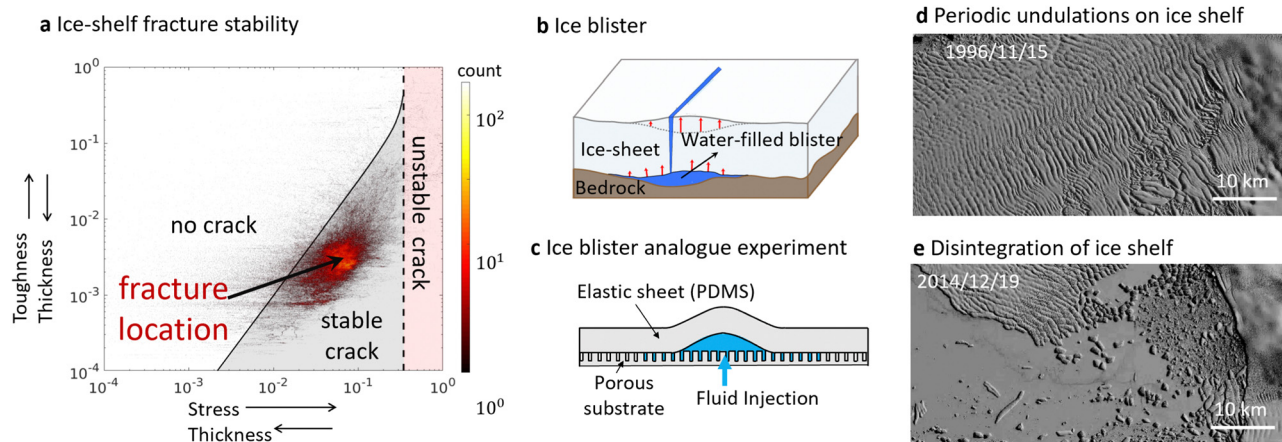 a Ice-shelf fracture stability
10⁰
10⁻¹
10⁻²
10⁻³
10⁻⁴
Toughness
Thickness
no crack
fracture
location
stable
crack
unstable crack
10⁻⁴
10⁻³
10⁻²
10⁻¹
10⁰
Stress
Thickness
count
10²
10¹
10⁰
b Ice blister
Ice-sheet
Water-filled blister
Bedrock
c Ice blister analogue experiment
Elastic sheet (PDMS)
Porous
substrate
Fluid Injection
d Periodic undulations on ice shelf
1996/11/15
10 km
e Disintegration of ice shelf
2014/12/19
10 km